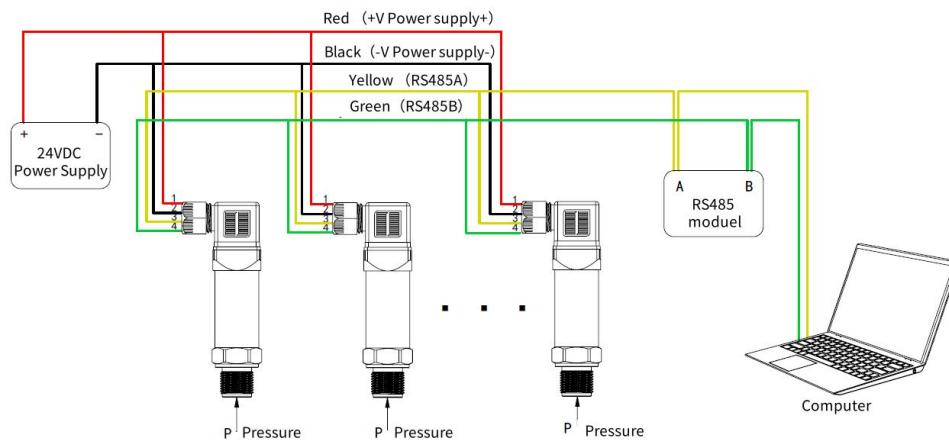 Red （+V Power supply+）
Black（-V Power supply-）
Yellow （RS485A）
Green（RS485B）
+ −
24VDC
Power Supply
A B
RS485
moduel
1
2
3
4
1
2
3
4
1
2
3
4
Computer
P Pressure
P Pressure
P Pressure